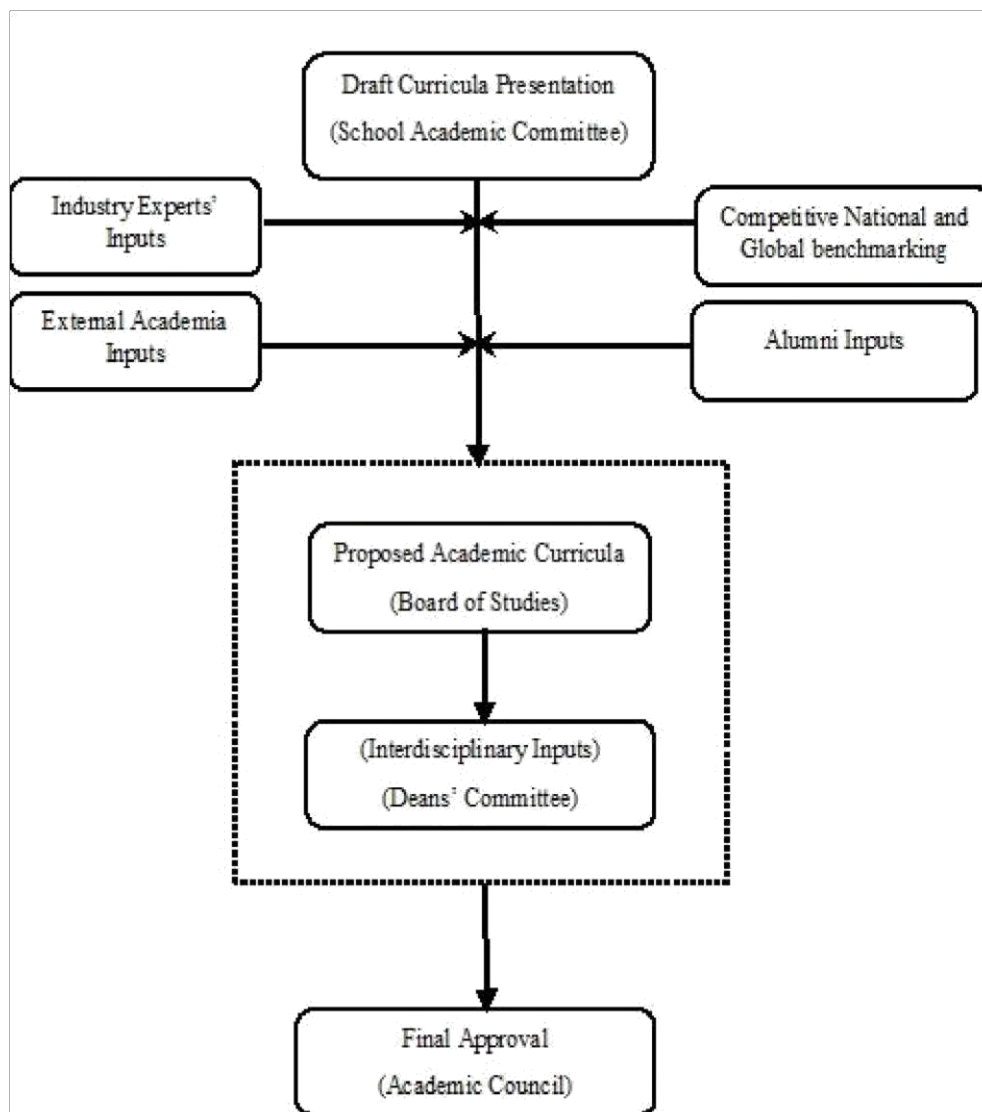 Draft Curricula Presentation
(School Academic Committee)
Industry Experts’
Inputs
Competitive National and
Global benchmarking
External Academia
Inputs
Alumni Inputs
Proposed Academic Curricula
(Board of Studies)
(Interdisciplinary Inputs)
(Deans’ Committee)
Final Approval
(Academic Council)